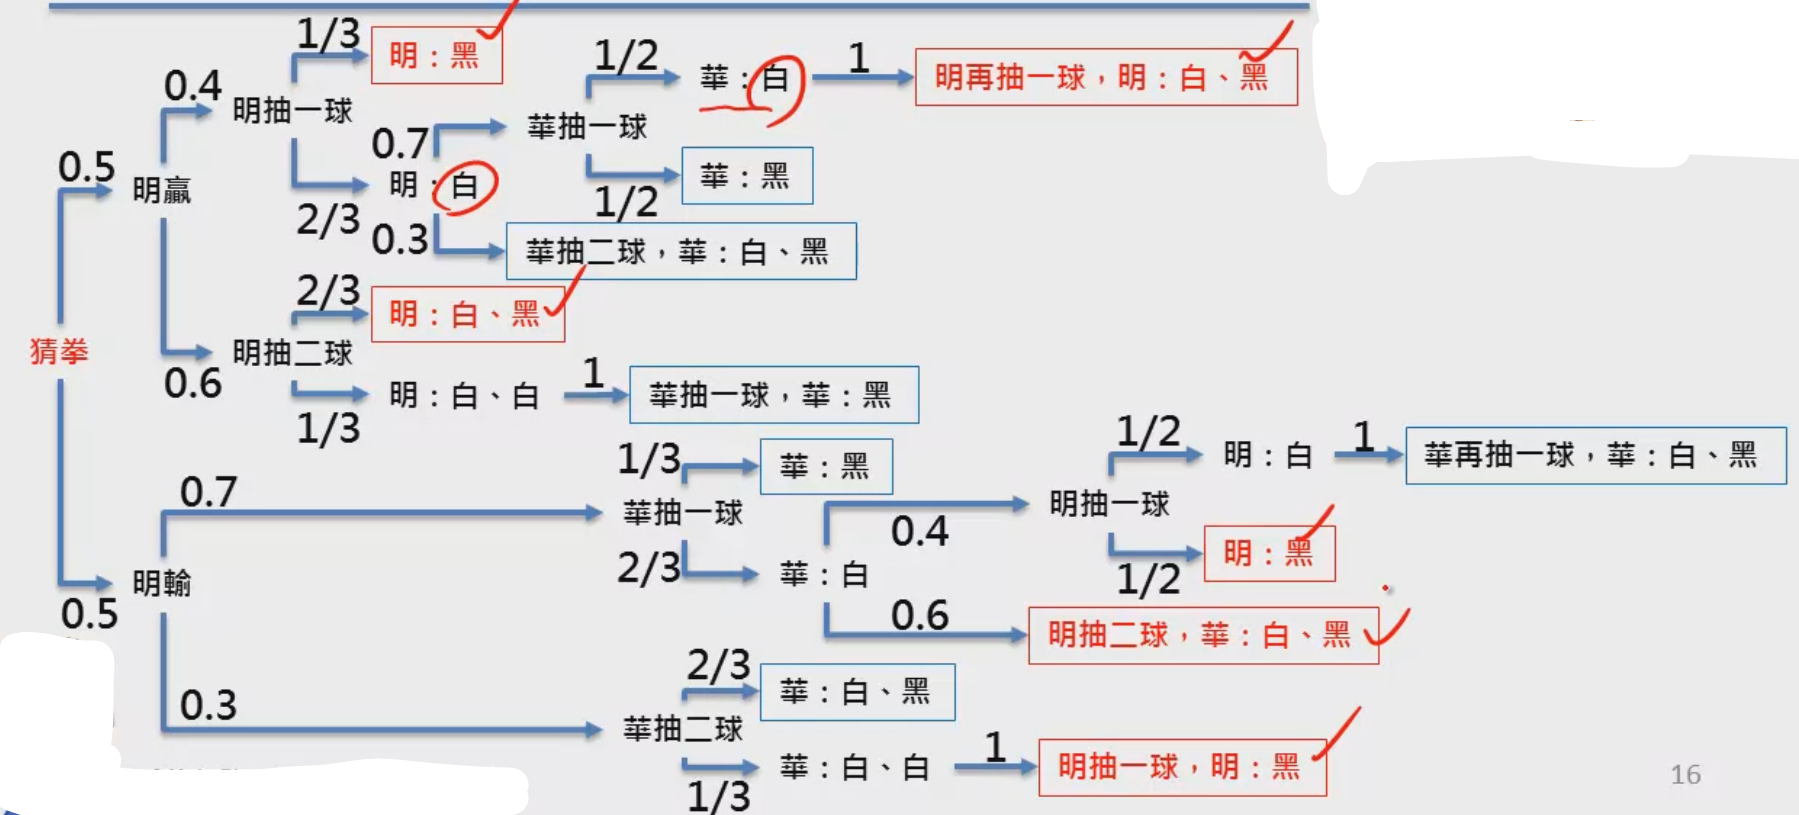 1/3
明：黑
1/2
華：白
1
明再抽一球，明：白、黑
0.4
明抽一球
0.7
華抽一球
0.5
明贏
明：白
華：黑
2/3
1/2
0.3
華抽二球，華：白、黑
2/3
明：白、黑
猜拳
明抽二球
0.6
明：白、白
1
華抽一球，華：黑
1/3
1/3
華：黑
1/2
明：白
1
華再抽一球，華：白、黑
0.7
華抽一球
明抽一球
0.4
明：黑
2/3
華：白
1/2
明輸
0.5
0.6
明抽二球，華：白、黑
2/3
華：白、黑
0.3
華抽二球
華：白、白
1
明抽一球，明：黑
1/3
16